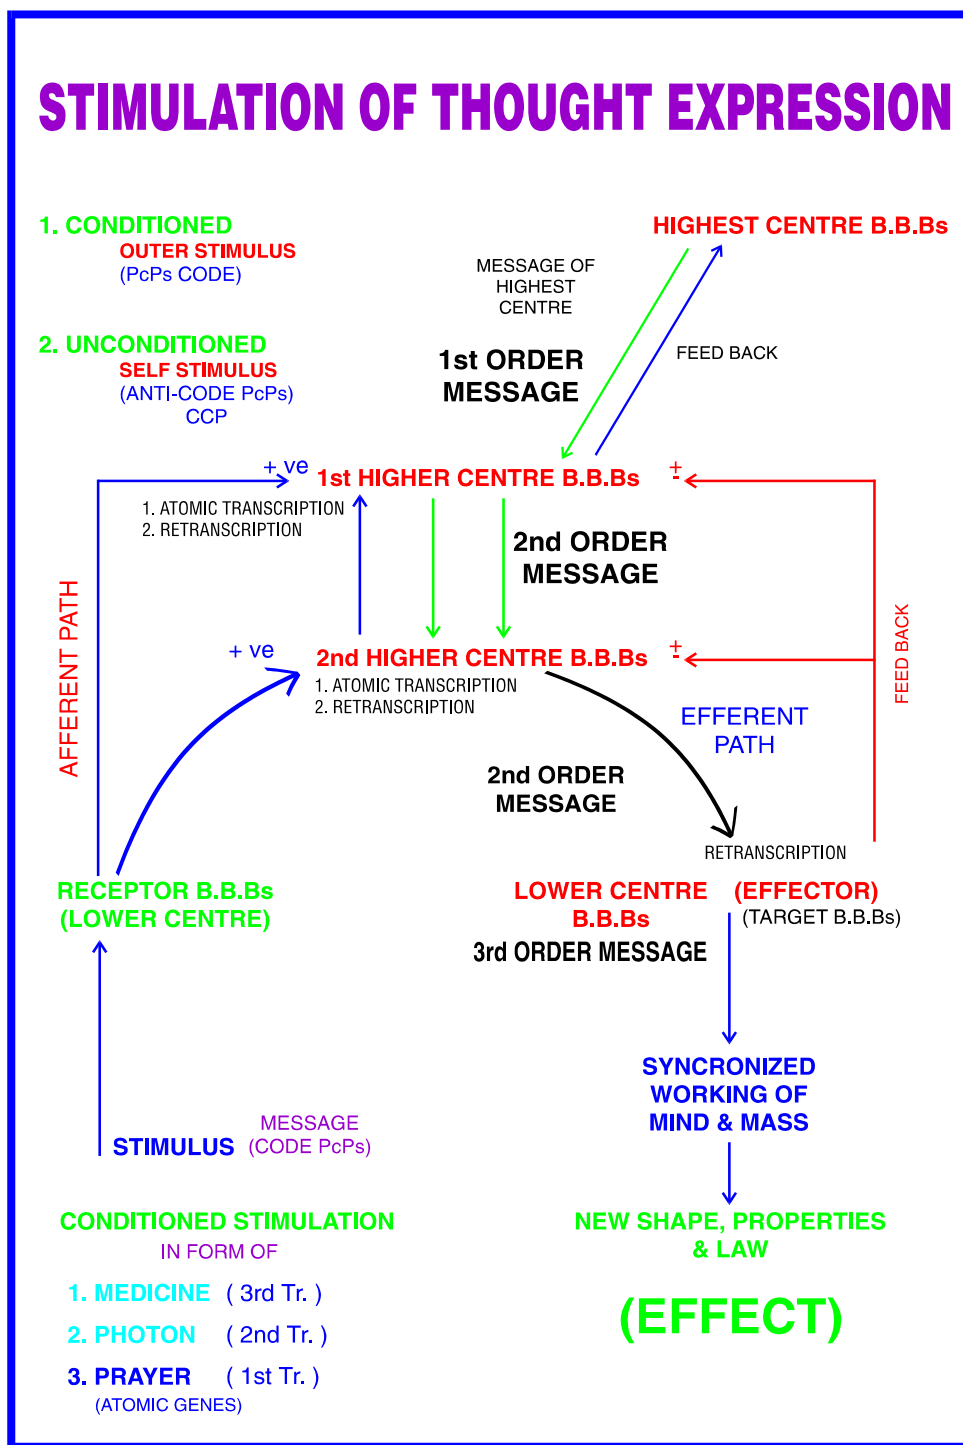 STIMULATION OF THOUGHT EXPRESSION
1. CONDITIONED
OUTER STIMULUS
(PcPs CODE)
2. UNCONDITIONED
SELF STIMULUS
(ANTI-CODE PcPs)
CCP
HIGHEST CENTRE B.B.Bs
MESSAGE OF
HIGHEST
CENTRE
1st ORDER
MESSAGE
FEED BACK
+ ve
1st HIGHER CENTRE B.B.Bs
+
-
1. ATOMIC TRANSCRIPTION
2. RETRANSCRIPTION
2nd ORDER
MESSAGE
AFFERENT PATH
+ ve
2nd HIGHER CENTRE B.B.Bs
+
-
1. ATOMIC TRANSCRIPTION
2. RETRANSCRIPTION
FEED BACK
EFFERENT
PATH
2nd ORDER
MESSAGE
RETRANSCRIPTION
RECEPTOR B.B.Bs
(LOWER CENTRE)
LOWER CENTRE (EFFECTOR)
B.B.Bs (TARGET B.B.Bs)
3rd ORDER MESSAGE
SYNCRONIZED
WORKING OF
MIND & MASS
STIMULUS
MESSAGE
(CODE PcPs)
CONDITIONED STIMULATION
IN FORM OF
1. MEDICINE ( 3rd Tr. )
2. PHOTON ( 2nd Tr. )
3. PRAYER ( 1st Tr. )
(ATOMIC GENES)
NEW SHAPE, PROPERTIES
& LAW
(EFFECT)